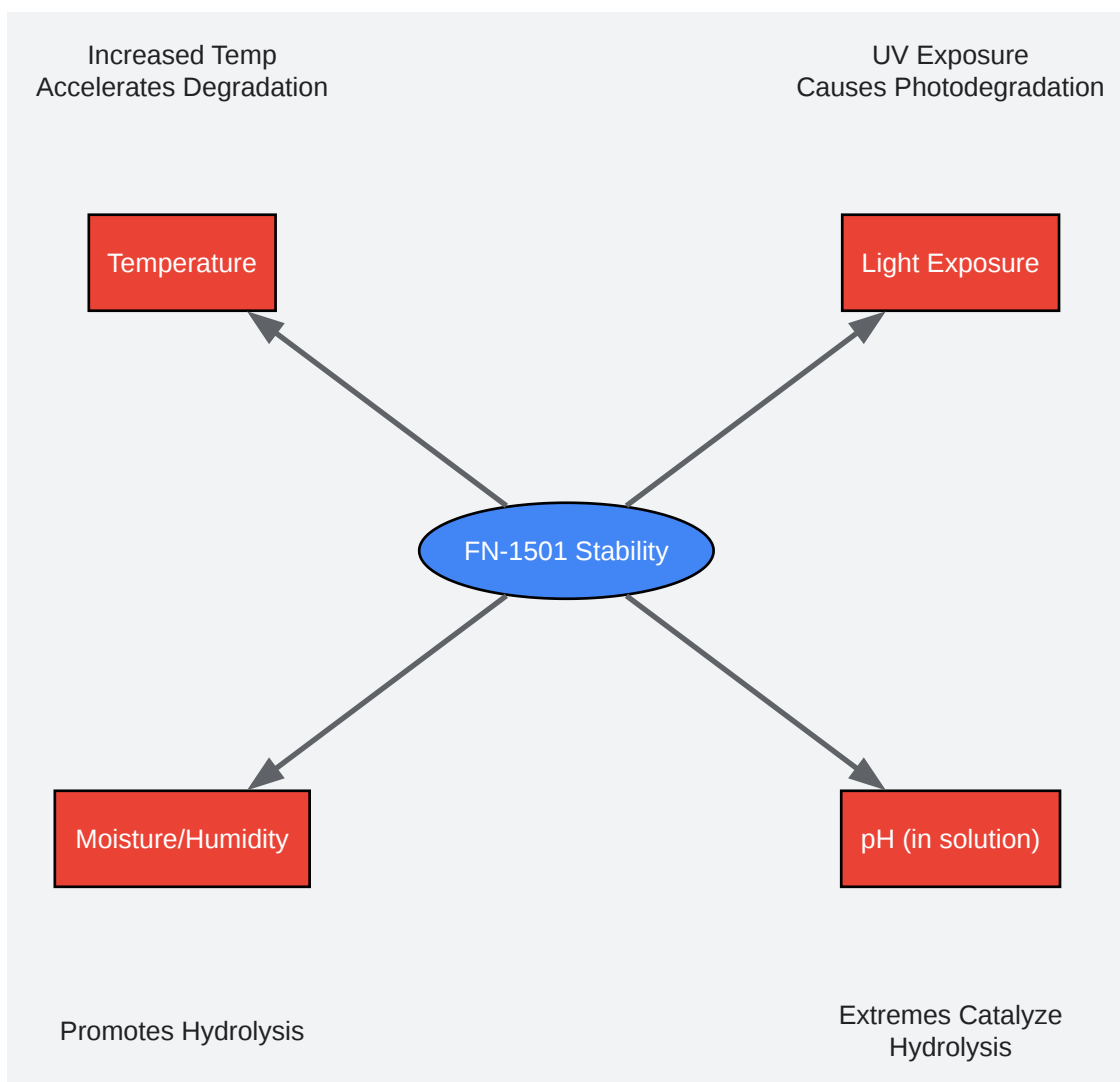 Increased Temp
Accelerates Degradation
UV Exposure
Causes Photodegradation
Temperature
Light Exposure
FN-1501 Stability
Moisture/Humidity
pH (in solution)
Promotes Hydrolysis
Extremes Catalyze
Hydrolysis